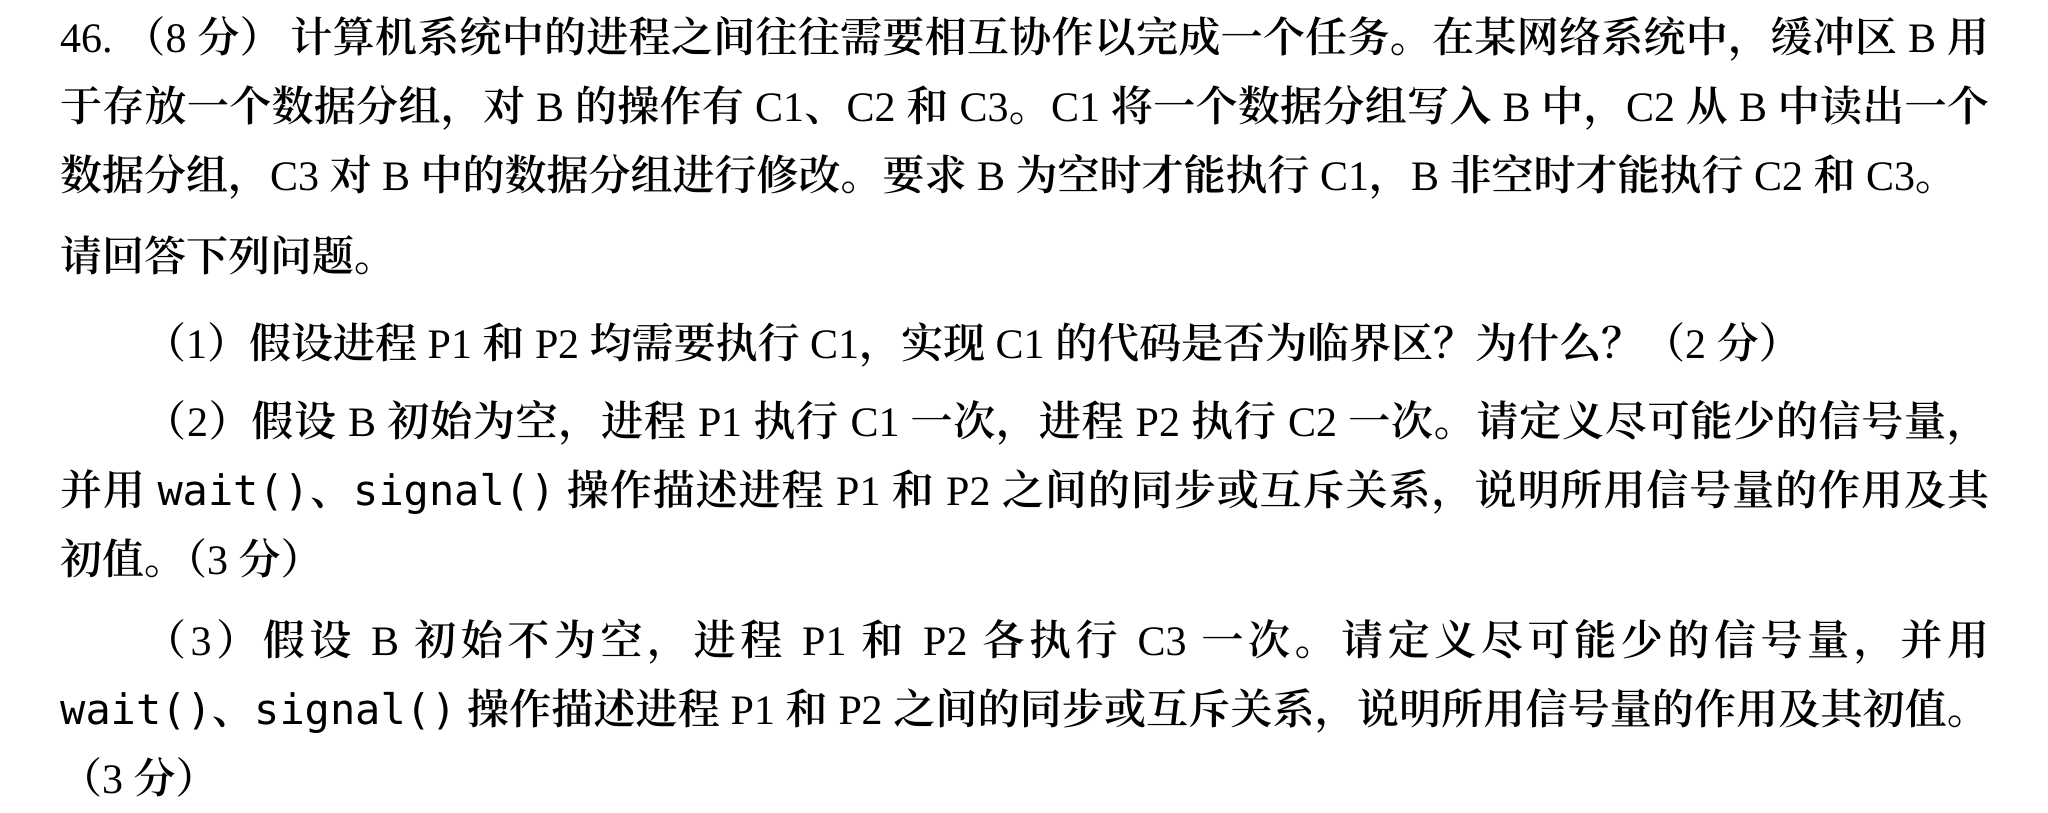 46. （8 分） 计算机系统中的进程之间往往需要相互协作以完成一个任务。在某网络系统中，缓冲区 B 用
于存放一个数据分组，对 B 的操作有 C1、C2 和 C3。C1 将一个数据分组写入 B 中，C2 从 B 中读出一个
数据分组，C3 对 B 中的数据分组进行修改。要求 B 为空时才能执行 C1，B 非空时才能执行 C2 和 C3。
请回答下列问题。
（1）假设进程 P1 和 P2 均需要执行 C1，实现 C1 的代码是否为临界区？为什么？（2 分）
（2）假设 B 初始为空，进程 P1 执行 C1 一次，进程 P2 执行 C2 一次。请定义尽可能少的信号量，
并用 wait()、signal() 操作描述进程 P1 和 P2 之间的同步或互斥关系，说明所用信号量的作用及其
初值。（3 分）
（3）假设 B 初始不为空，进程 P1 和 P2 各执行 C3 一次。请定义尽可能少的信号量，并用
wait()、signal() 操作描述进程 P1 和 P2 之间的同步或互斥关系，说明所用信号量的作用及其初值。
（3 分）